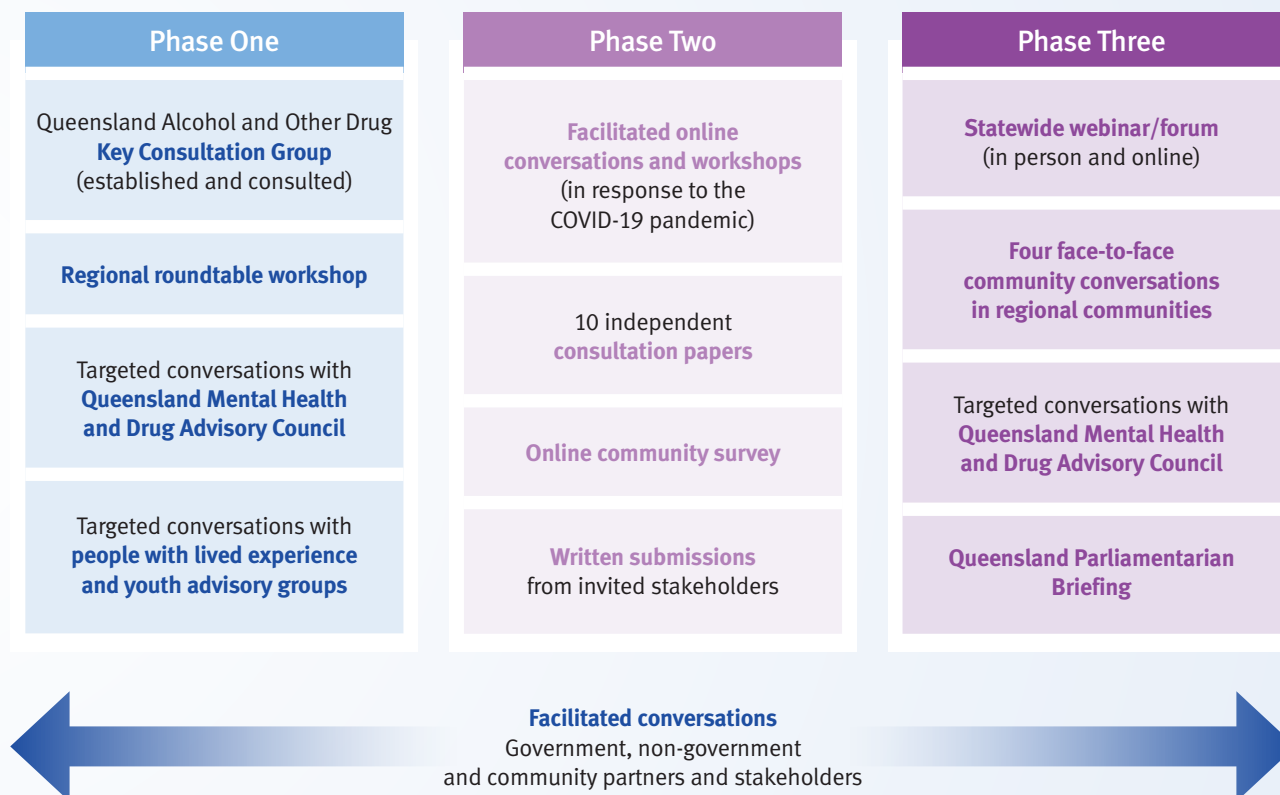 Phase One
Queensland Alcohol and Other Drug
Key Consultation Group
(established and consulted)
Regional roundtable workshop
Targeted conversations with
Queensland Mental Health
and Drug Advisory Council
Targeted conversations with
people with lived experience
and youth advisory groups
Phase Two
Facilitated online
conversations and workshops
(in response to the
COVID-19 pandemic)
10 independent
consultation papers
Online community survey
Written submissions
from invited stakeholders
Phase Three
Statewide webinar/forum
(in person and online)
Four face-to-face
community conversations
in regional communities
Targeted conversations with
Queensland Mental Health
and Drug Advisory Council
Queensland Parliamentarian
Briefing
Facilitated conversations
Government, non-government
and community partners and stakeholders